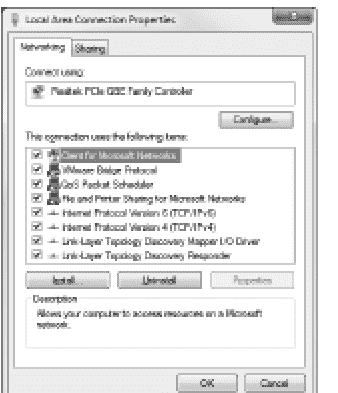 Local Area Connection Properties
Networking Sharing
Connect using:
Realtek PCIe GBE Family Controller
Configure...
This connection uses the following items:
Client for Microsoft Networks
VMware Bridge Protocol
QoS Packet Scheduler
File and Printer Sharing for Microsoft Networks
Internet Protocol Version 6 (TCP/IPv6)
Internet Protocol Version 4 (TCP/IPv4)
Link-Layer Topology Discovery Mapper I/O Driver
Link-Layer Topology Discovery Responder
Install... Uninstall Properties
Description
Allows your computer to access resources on a Microsoft
network.
OK Cancel